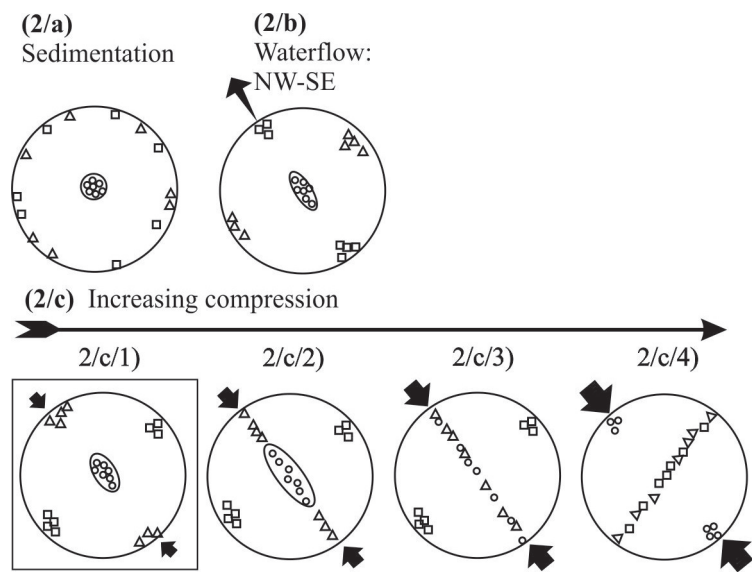 (2/a)
Sedimentation
(2/b)
Waterflow:
NW-SE
(2/c) Increasing compression
2/c/1)
2/c/2)
2/c/3)
2/c/4)